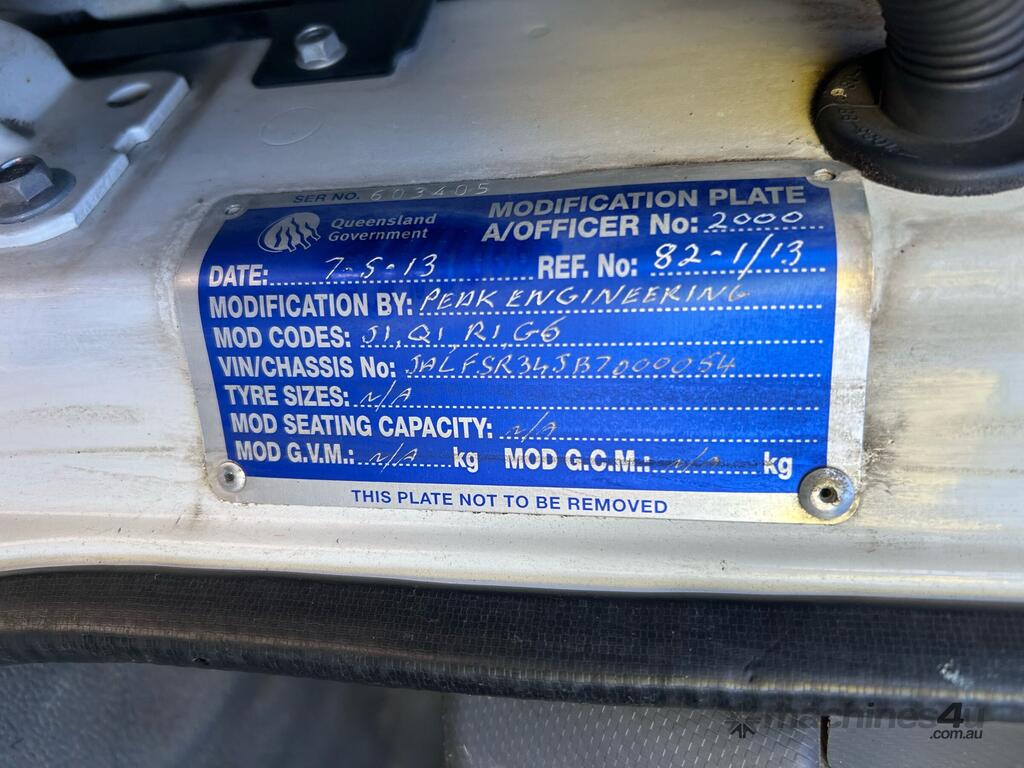 SER NO. 603405
Queensland Government
MODIFICATION PLATE
A/OFFICER No: 2000
DATE: 7-5-13 REF. No: 82-1/13
MODIFICATION BY: PEAK ENGINEERING
MOD CODES: J1, Q1, R1, G6
VIN/CHASSIS No: JALFSR34JB7000054
TYRE SIZES: N/A
MOD SEATING CAPACITY: N/A
MOD G.V.M.: N/A kg MOD G.C.M.: N/A kg
THIS PLATE NOT TO BE REMOVED
machines4u
.com.au